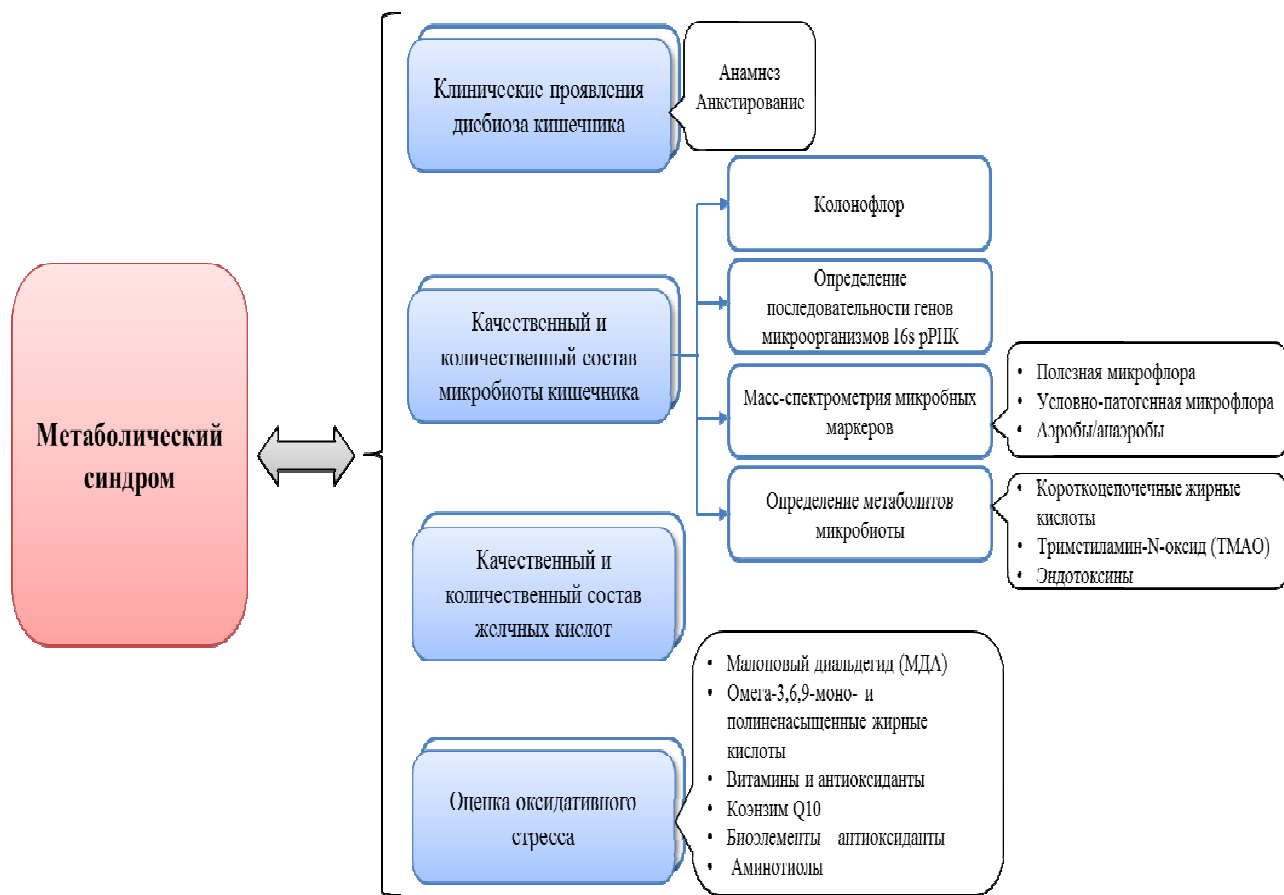 Метаболический
синдром
Клинические проявления
дисбиоза кишечника
Анамнез
Анкетирование
Качественный и
количественный состав
микробиоты кишечника
Колонофлор
Определение
последовательности генов
микроорганизмов 16s рРНК
Масс-спектрометрия микробных
маркеров
• Полезная микрофлора
• Условно-патогенная микрофлора
• Аэробы/анаэробы
Определение метаболитов
микробиоты
• Короткоцепочечные жирные
кислоты
• Триметиламин-N-оксид (ТМАО)
• Эндотоксины
Качественный и
количественный состав
желчных кислот
Оценка оксидативного
стресса
• Малоновый диальдегид (МДА)
• Омега-3,6,9-моно- и
полиненасыщенные жирные
кислоты
• Витамины и антиоксиданты
• Коэнзим Q10
• Биоэлементы антиоксиданты
• Аминотиолы